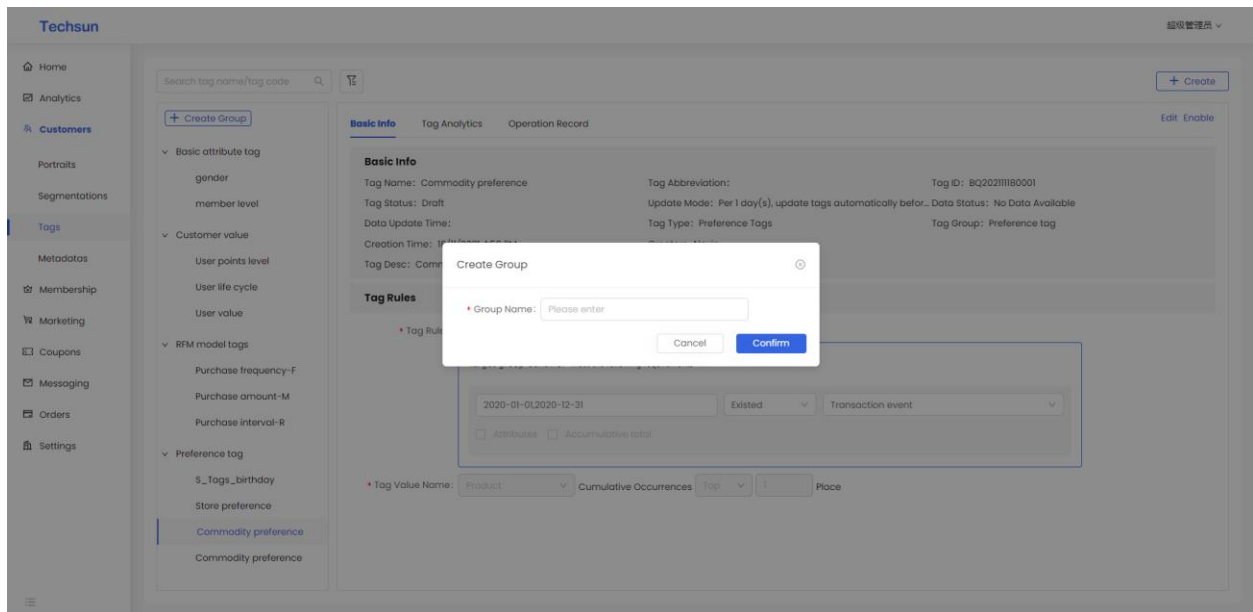 Techsun
超级管理员
Home
Analytics
Customers
Portraits
Segmentations
Tags
Metadatas
Membership
Marketing
Coupons
Messaging
Orders
Settings
Search tag name/tag code
+ Create
+ Create Group
Basic attribute tag
gender
member level
Customer value
User points level
User life cycle
User value
RFM model tags
Purchase frequency-F
Purchase amount-M
Purchase interval-R
Preference tag
S_Tags_birthday
Store preference
Commodity preference
Commodity preference
Basic Info Tag Analytics Operation Record
Edit Enable
Basic Info
Tag Name: Commodity preference Tag Abbreviation: Tag ID: BQ202111180001
Tag Status: Draft Update Mode: Per 1 day(s), update tags automatically befor... Data Status: No Data Available
Data Update Time: Tag Type: Preference Tags Tag Group: Preference tag
Creation Time:
Tag Desc:
Create Group
* Group Name: Please enter
Cancel Confirm
Tag Rules
* Tag
2020-01-01,2020-12-31 Existed Transaction event
Attributes Accumulative total
* Tag Value Name: Product Cumulative Occurrences Top 1 Place